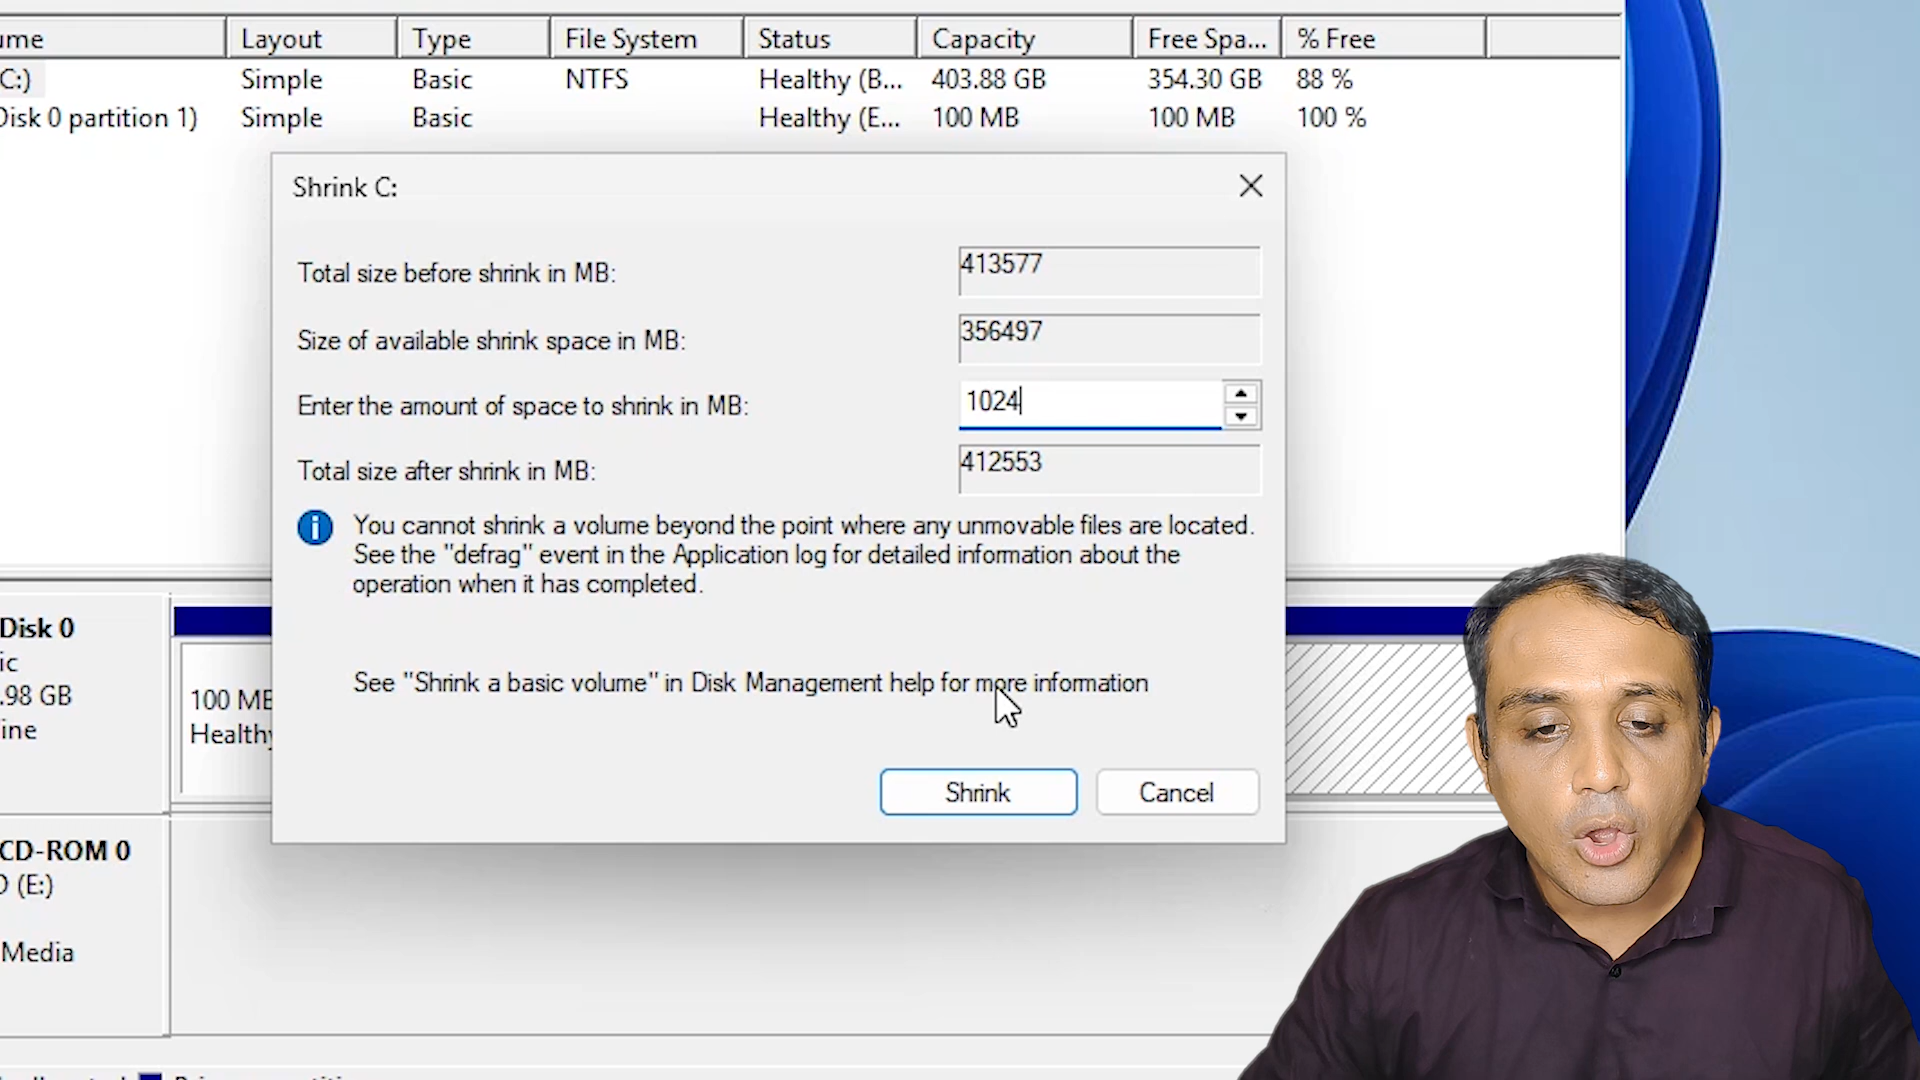 ume Layout Type File System Status Capacity Free Spa... % Free
C:) Simple Basic NTFS Healthy (B... 403.88 GB 354.30 GB 88 %
Disk 0 partition 1) Simple Basic Healthy (E... 100 MB 100 MB 100 %
Shrink C:
Total size before shrink in MB: 413577
Size of available shrink space in MB: 356497
Enter the amount of space to shrink in MB: 1024
Total size after shrink in MB: 412553
You cannot shrink a volume beyond the point where any unmovable files are located.
See the "defrag" event in the Application log for detailed information about the
operation when it has completed.
See "Shrink a basic volume" in Disk Management help for more information
Shrink Cancel
Disk 0
ic
.98 GB
ine
100 MB
Healthy
CD-ROM 0
D (E:)
Media